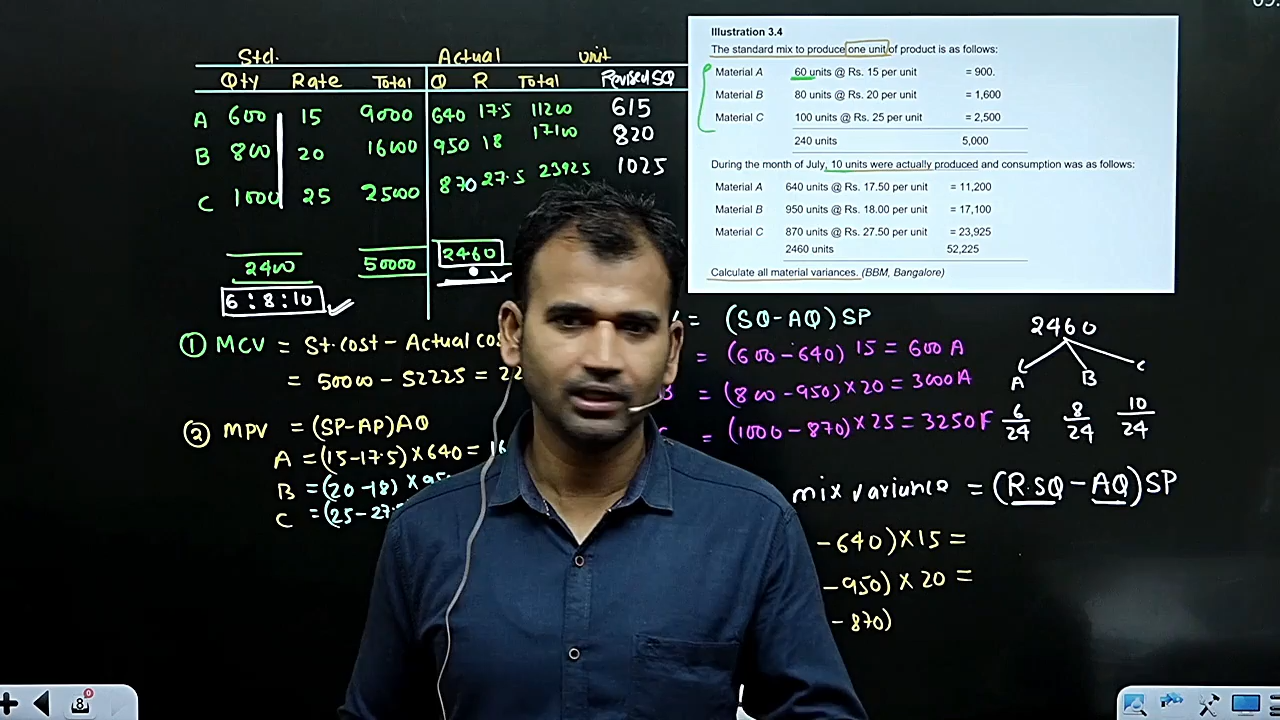 Std.
Actual
unit
Qty Rate Total Q R Total Revised SQ
A 600 15 9000 640 17.5 11200 615
B 800 20 16000 950 18 17100 820
C 1000 25 25000 870 27.5 23925 1025
2400 50000 2460
6 : 8 : 10
Illustration 3.4
The standard mix to produce one unit of product is as follows:
Material A 60 units @ Rs. 15 per unit = 900.
Material B 80 units @ Rs. 20 per unit = 1,600
Material C 100 units @ Rs. 25 per unit = 2,500
240 units 5,000
During the month of July, 10 units were actually produced and consumption was as follows:
Material A 640 units @ Rs. 17.50 per unit = 11,200
Material B 950 units @ Rs. 18.00 per unit = 17,100
Material C 870 units @ Rs. 27.50 per unit = 23,925
2460 units 52,225
Calculate all material variances. (BBM, Bangalore)
① MCV = St.cost - Actual
= 50000 - 52225 =
② MPV = (SP-AP)AQ
A = (15-17.5)×640 =
B = (20-18)×
C = (25-
= (SQ-AQ)SP
= (600-640) 15 = 600 A
= (800-950)×20 = 3000A
= (1000-870)×25 = 3250F
2460
A B C
6/24 8/24 10/24
mix variance = (R.SQ-AQ)SP
-640)×15 =
-950)×20 =
-870)
8
0